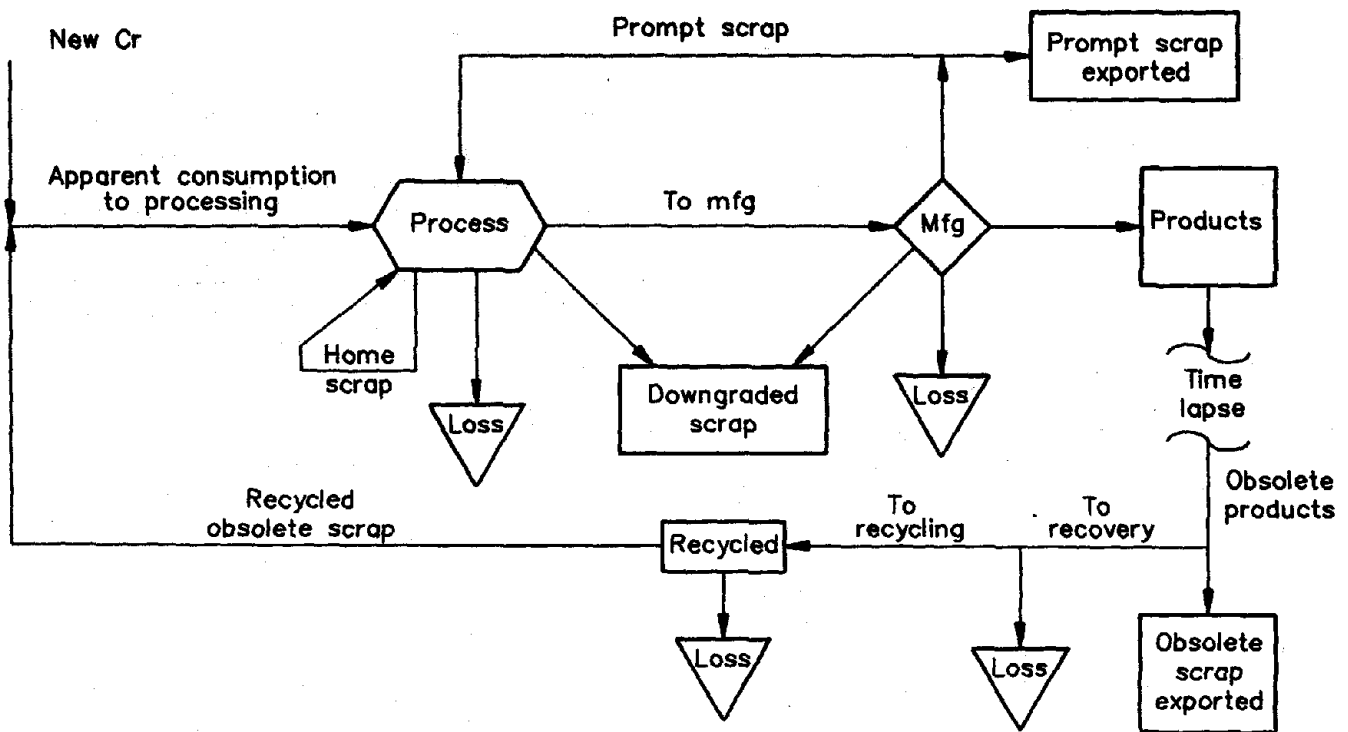 New Cr
Prompt scrap
Prompt scrap
exported
Apparent consumption
to processing
Process
To mfg
Mfg
Products
Home
scrap
Loss
Downgraded
scrap
Loss
Time
lapse
Obsolete
products
Recycled
obsolete scrap
Recycled
To
recycling
To
recovery
Loss
Loss
Obsolete
scrap
exported